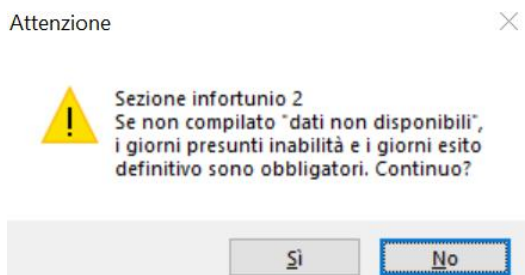 Attenzione
Sezione infortunio 2
Se non compilato "dati non disponibili",
i giorni presunti inabilità e i giorni esito
definitivo sono obbligatori. Continuo?
Sì
No